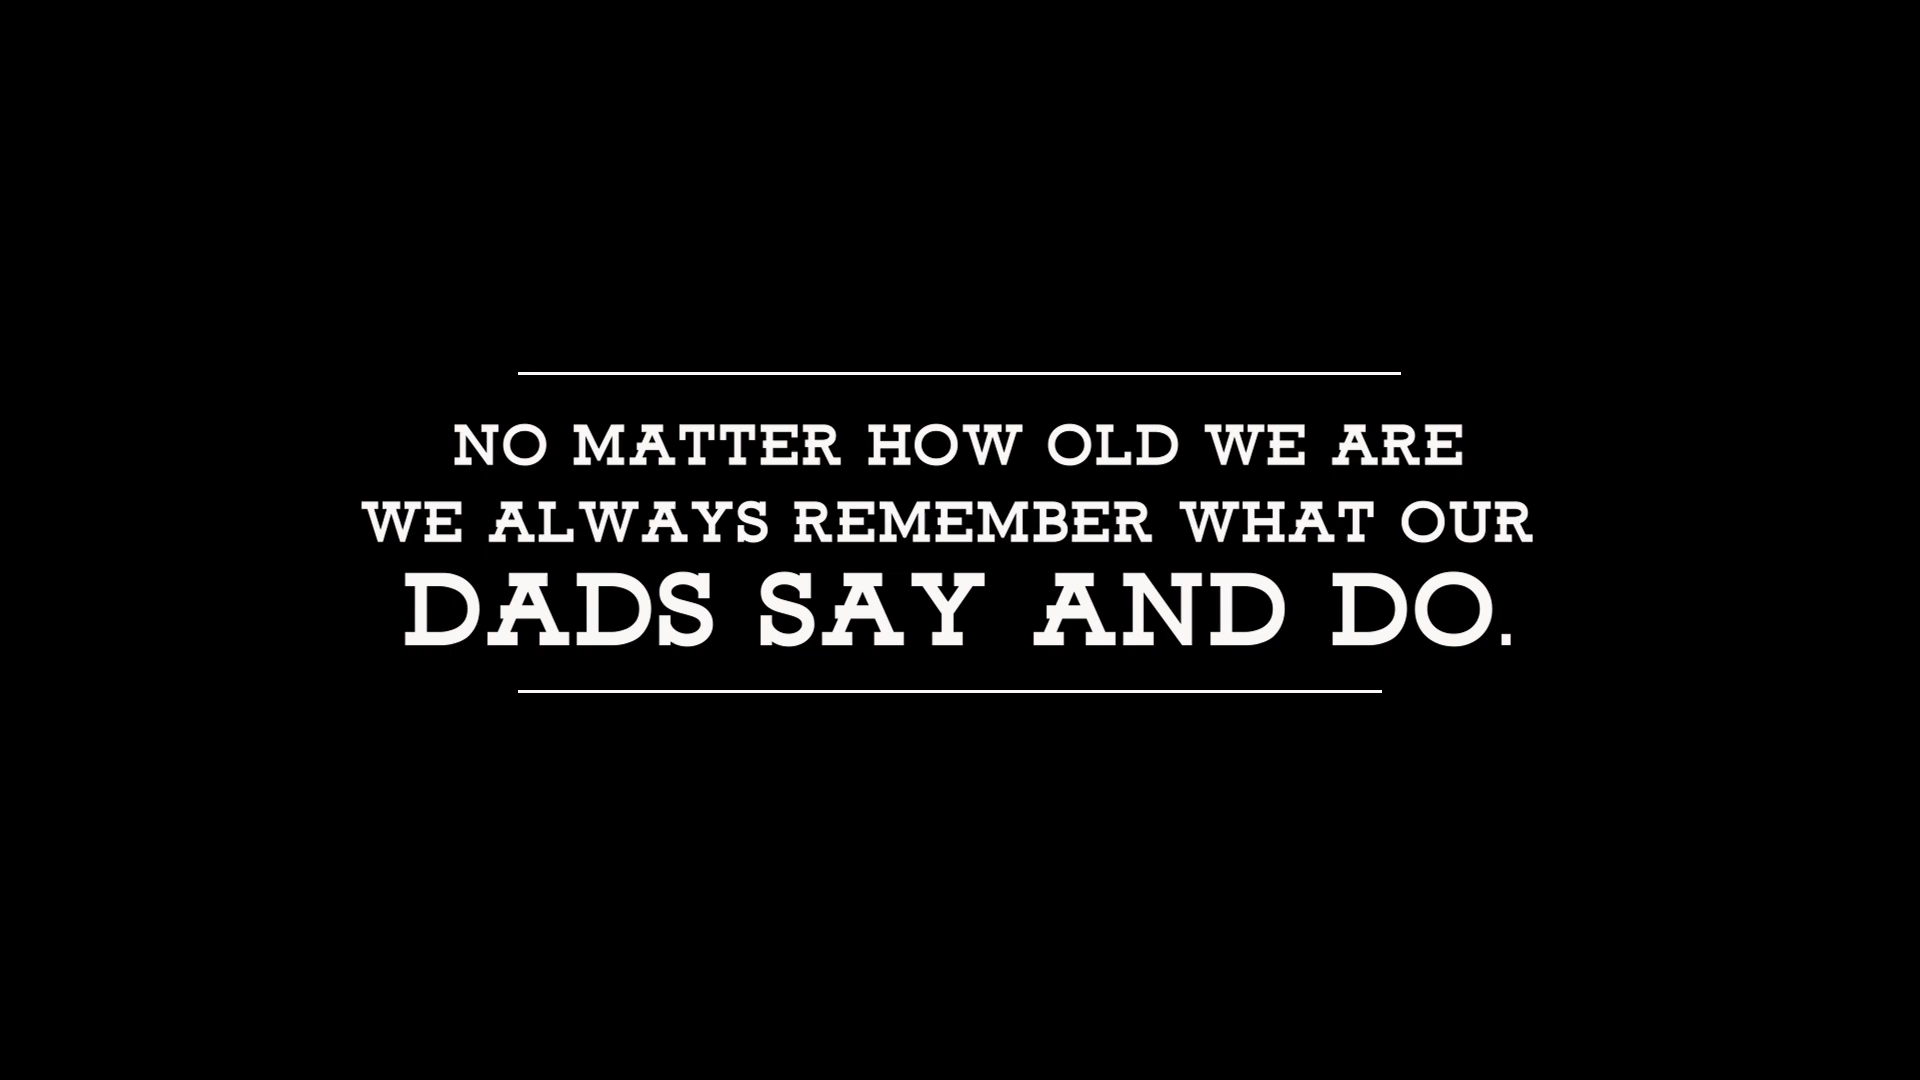 NO MATTER HOW OLD WE ARE
WE ALWAYS REMEMBER WHAT OUR
DADS SAY AND DO.